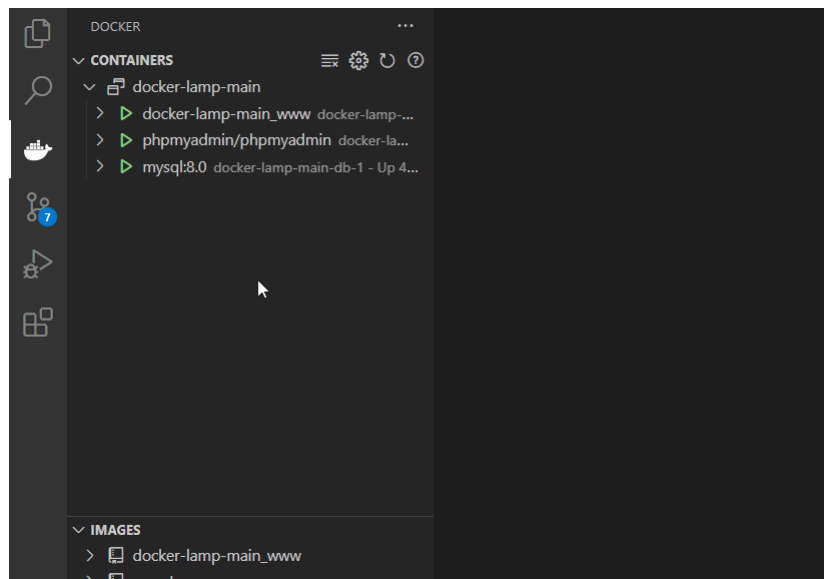 DOCKER
CONTAINERS
docker-lamp-main
docker-lamp-main_www docker-lamp-...
phpmyadmin/phpmyadmin docker-la...
mysql:8.0 docker-lamp-main-db-1 - Up 4...
7
IMAGES
docker-lamp-main_www